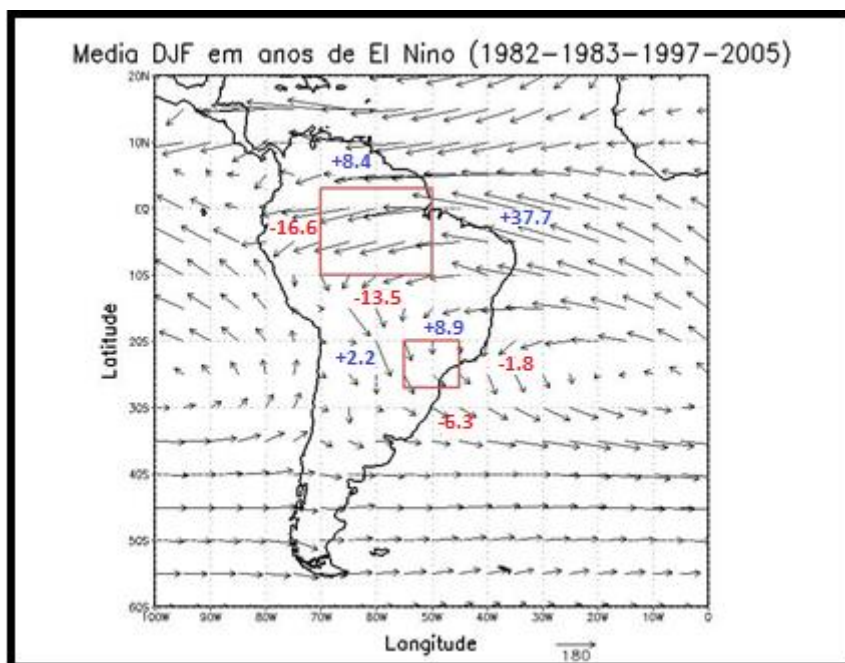 Media DJF em anos de El Nino (1982-1983-1997-2005)
20N
10N
+8.4
EQ
+37.7
-16.6
10S
-13.5
20S
+8.9
+2.2
-1.8
30S
-6.3
40S
50S
60S
Latitude
100W 90W 80W 70W 60W 50W 40W 30W 20W 10W 0
Longitude
180